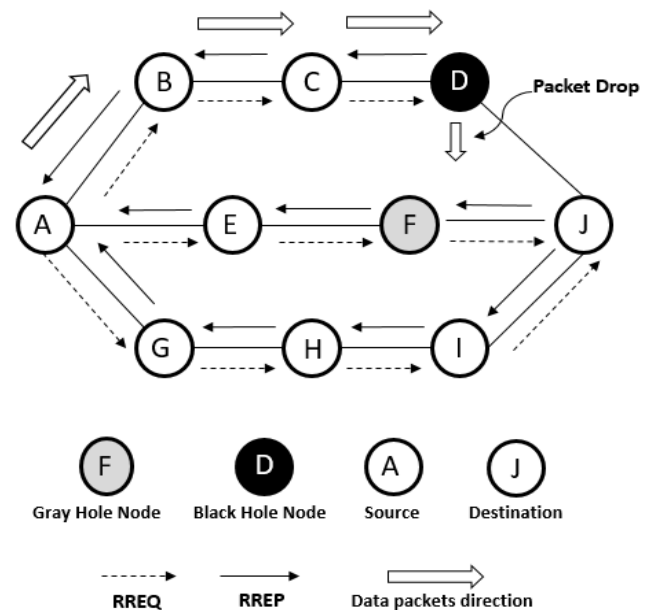 B
C
D
Packet Drop
A
E
F
J
G
H
I
F
D
A
J
Gray Hole Node
Black Hole Node
Source
Destination
RREQ
RREP
Data packets direction